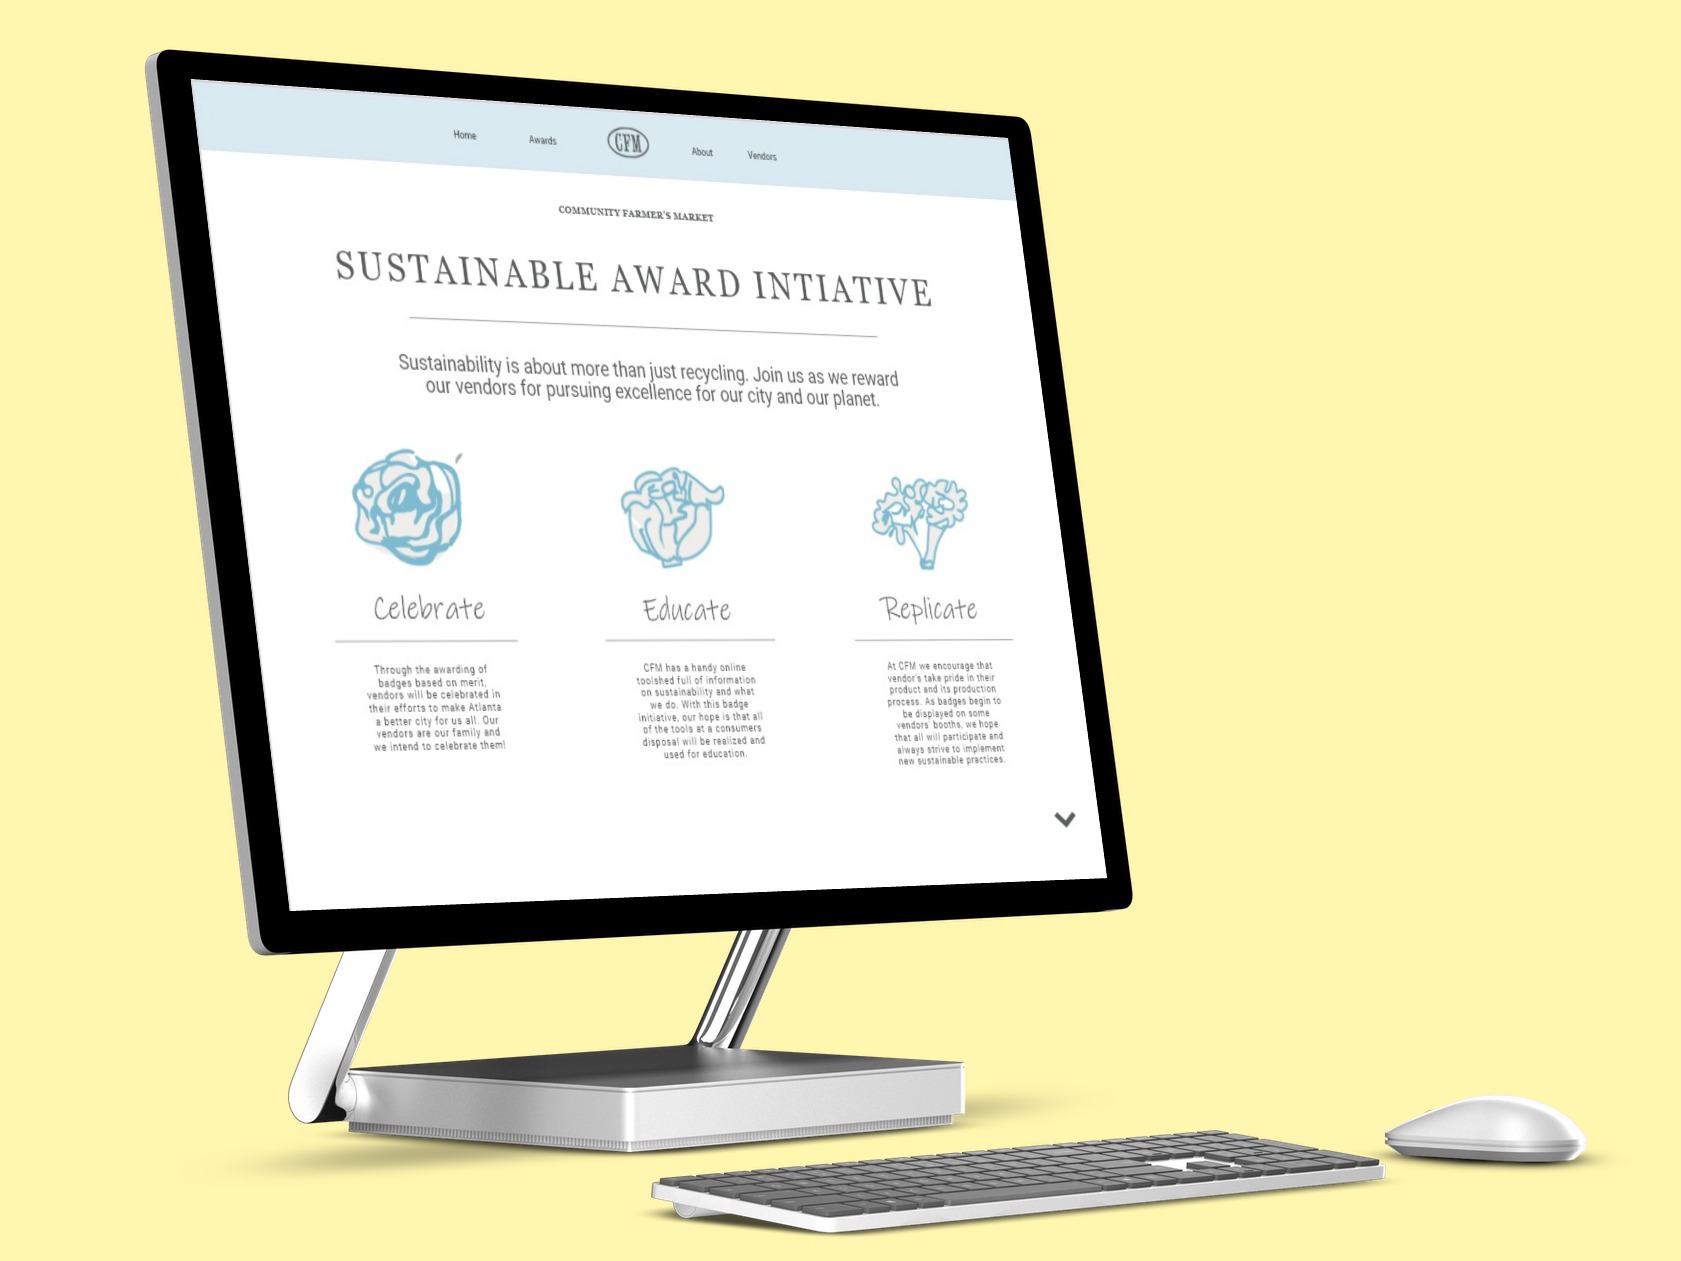 Home Awards CFM About Vendors
COMMUNITY FARMER'S MARKET
SUSTAINABLE AWARD INTIATIVE
Sustainability is about more than just recycling. Join us as we reward
our vendors for pursuing excellence for our city and our planet.
Celebrate
Through the awarding of
badges based on merit,
vendors will be celebrated in
their efforts to make Atlanta
a better city for us all. Our
vendors are our family and
we intend to celebrate them!
Educate
CFM has a handy online
toolshed full of information
on sustainability and what
we do. With this badge
initiative, our hope is that all
of the tools at a consumers
disposal will be realized and
used for education.
Replicate
At CFM we encourage that
vendor's take pride in their
product and its production
process. As badges begin to
be displayed on some
vendors' booths, we hope
that all will participate and
always strive to implement
new sustainable practices.